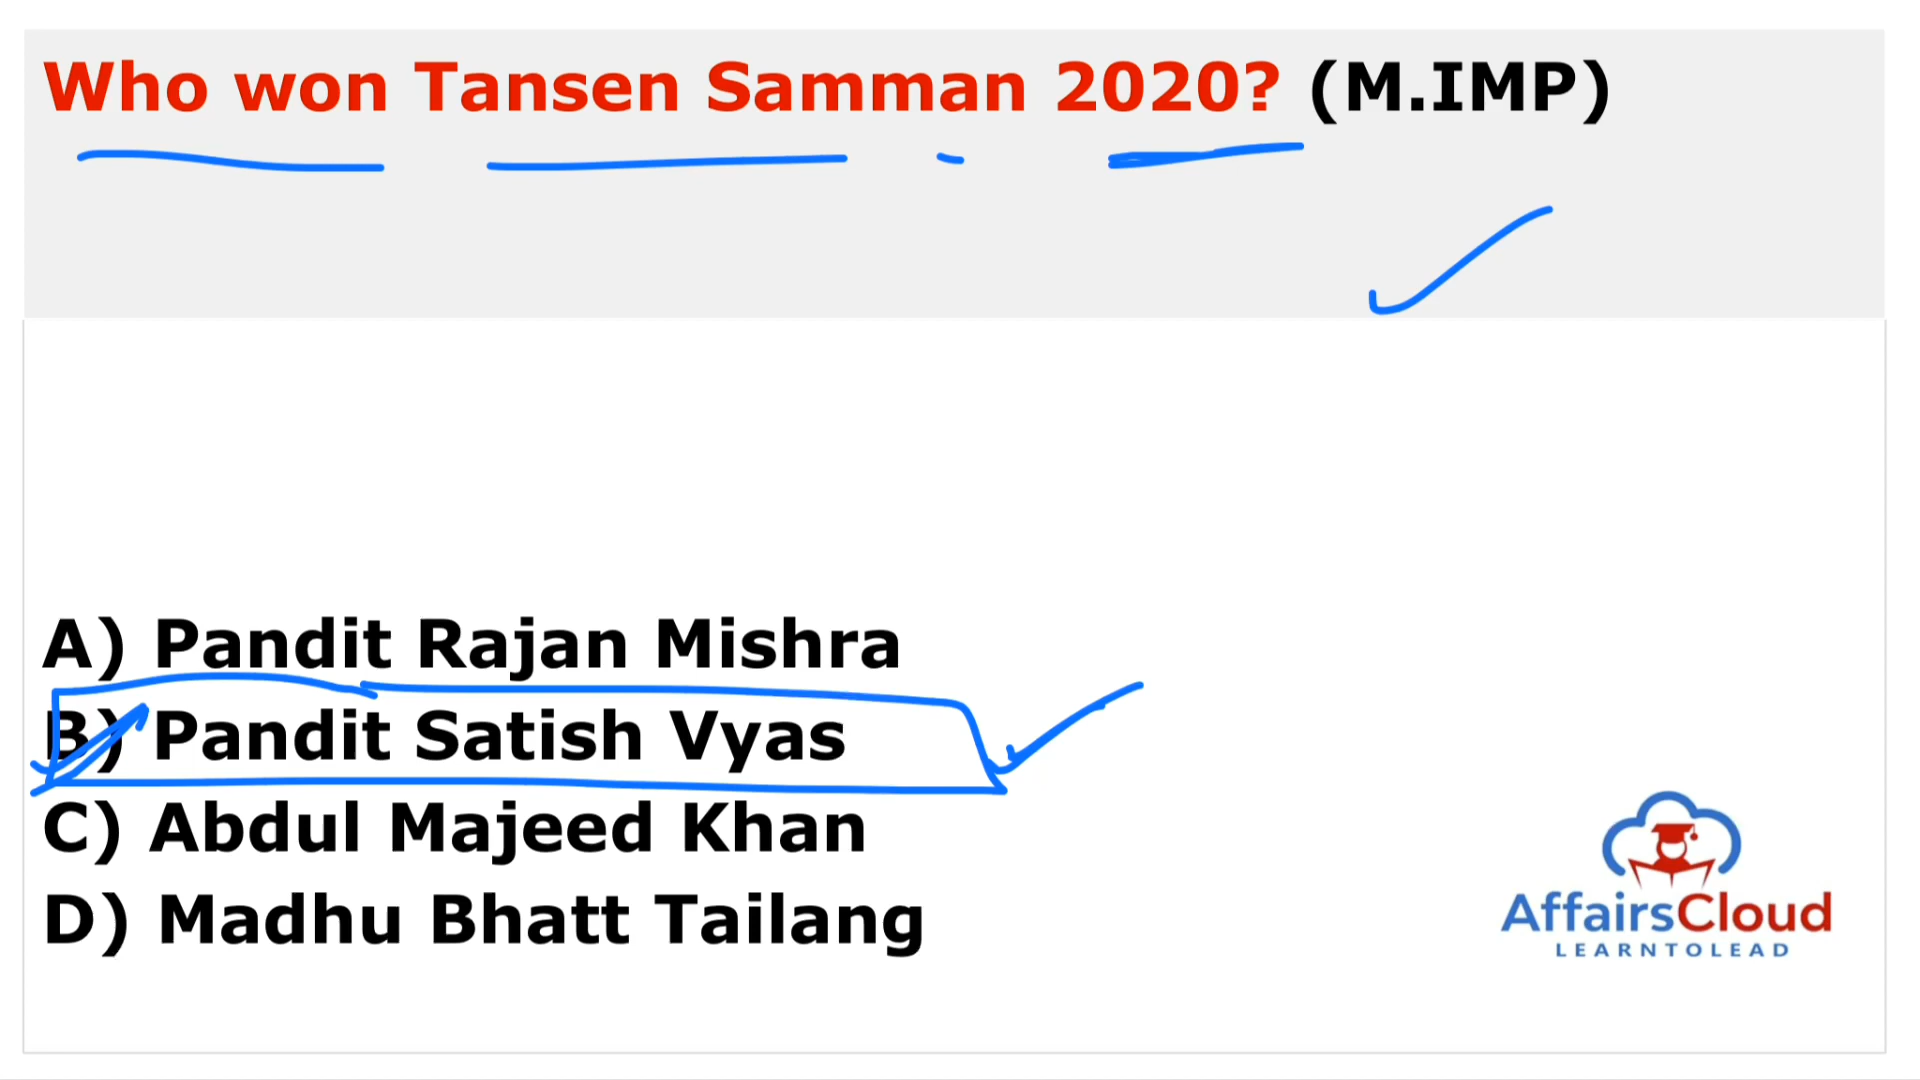 Who won Tansen Samman 2020? (M.IMP)
A) Pandit Rajan Mishra
B) Pandit Satish Vyas
C) Abdul Majeed Khan
D) Madhu Bhatt Tailang
AffairsCloud
LEARNTOLEAD